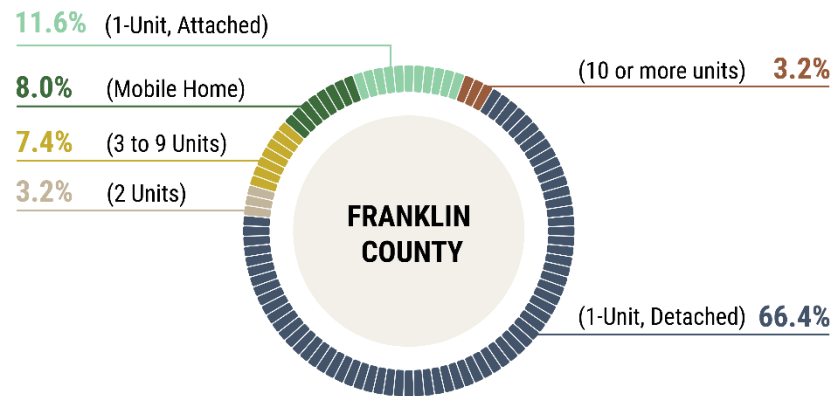 11.6% (1-Unit, Attached)
(10 or more units) 3.2%
8.0% (Mobile Home)
7.4% (3 to 9 Units)
3.2% (2 Units)
FRANKLIN
COUNTY
(1-Unit, Detached) 66.4%